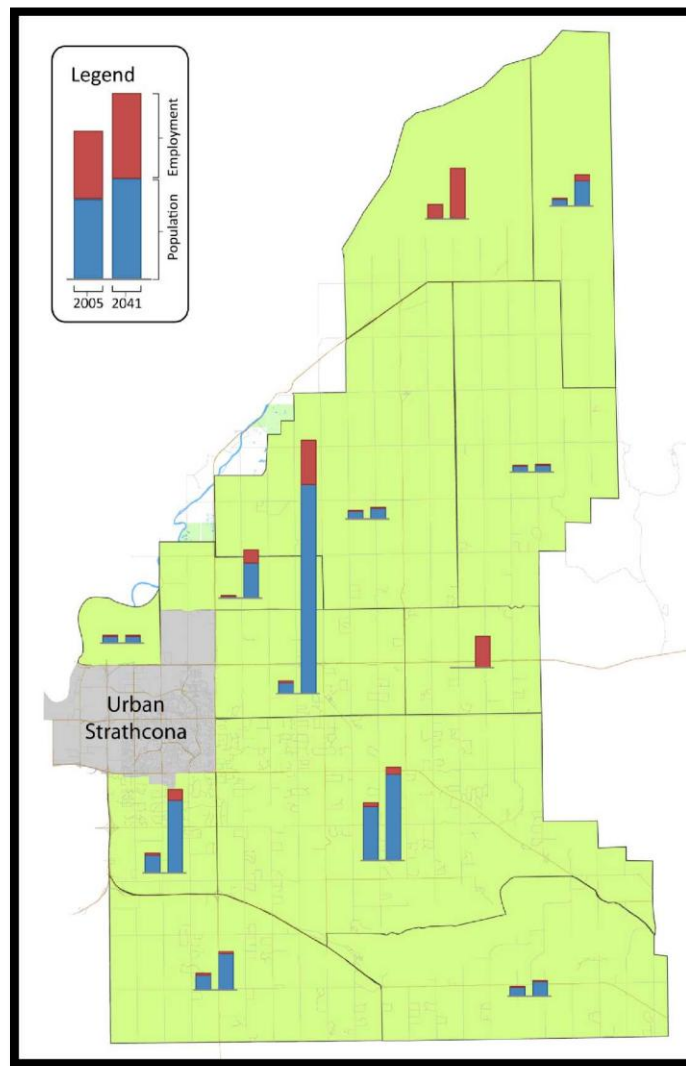 Legend
Employment
Population
2005 2041
Urban
Strathcona